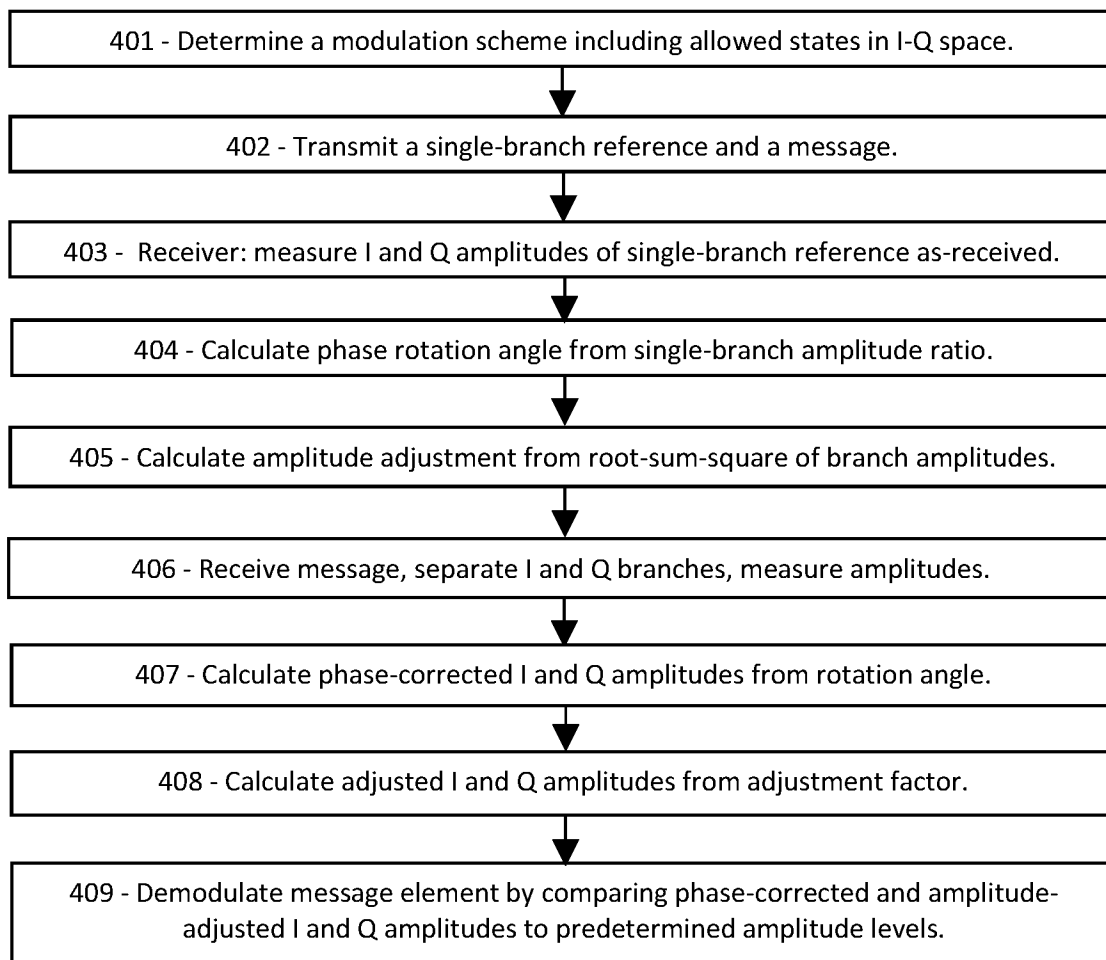 401 - Determine a modulation scheme including allowed states in I-Q space.
402 - Transmit a single-branch reference and a message.
403 - Receiver: measure I and Q amplitudes of single-branch reference as-received.
404 - Calculate phase rotation angle from single-branch amplitude ratio.
405 - Calculate amplitude adjustment from root-sum-square of branch amplitudes.
406 - Receive message, separate I and Q branches, measure amplitudes.
407 - Calculate phase-corrected I and Q amplitudes from rotation angle.
408 - Calculate adjusted I and Q amplitudes from adjustment factor.
409 - Demodulate message element by comparing phase-corrected and amplitude-
adjusted I and Q amplitudes to predetermined amplitude levels.